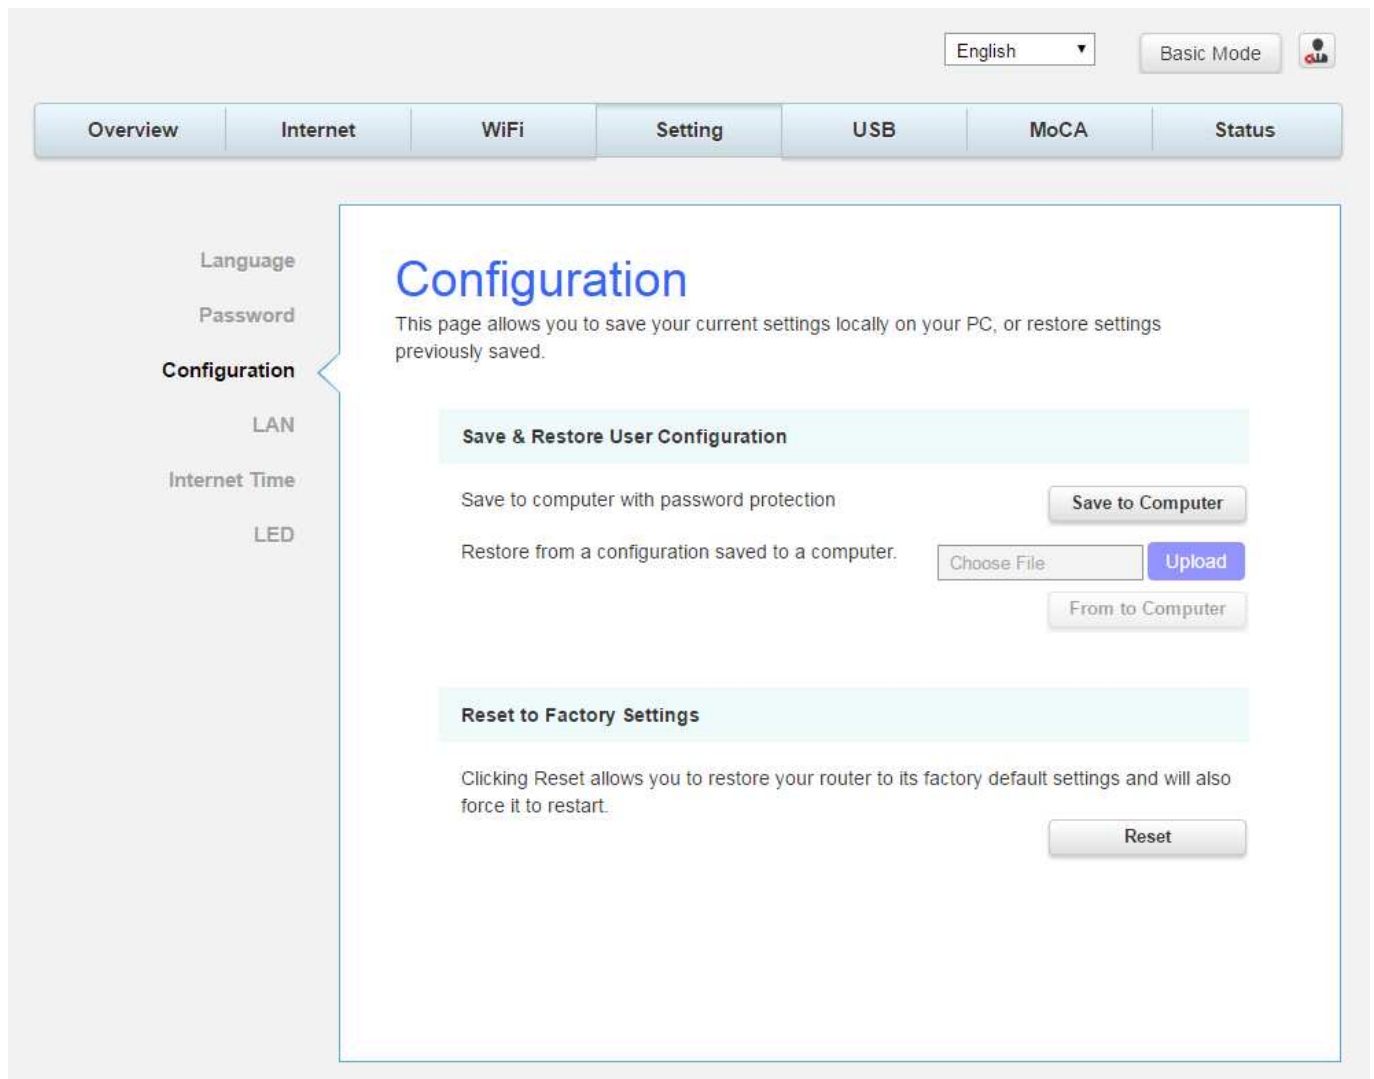 English
Basic Mode
Overview Internet WiFi Setting USB MoCA Status
Language
Password
Configuration
LAN
Internet Time
LED
Configuration
This page allows you to save your current settings locally on your PC, or restore settings
previously saved.
Save & Restore User Configuration
Save to computer with password protection
Save to Computer
Restore from a configuration saved to a computer.
Choose File
Upload
From to Computer
Reset to Factory Settings
Clicking Reset allows you to restore your router to its factory default settings and will also
force it to restart.
Reset